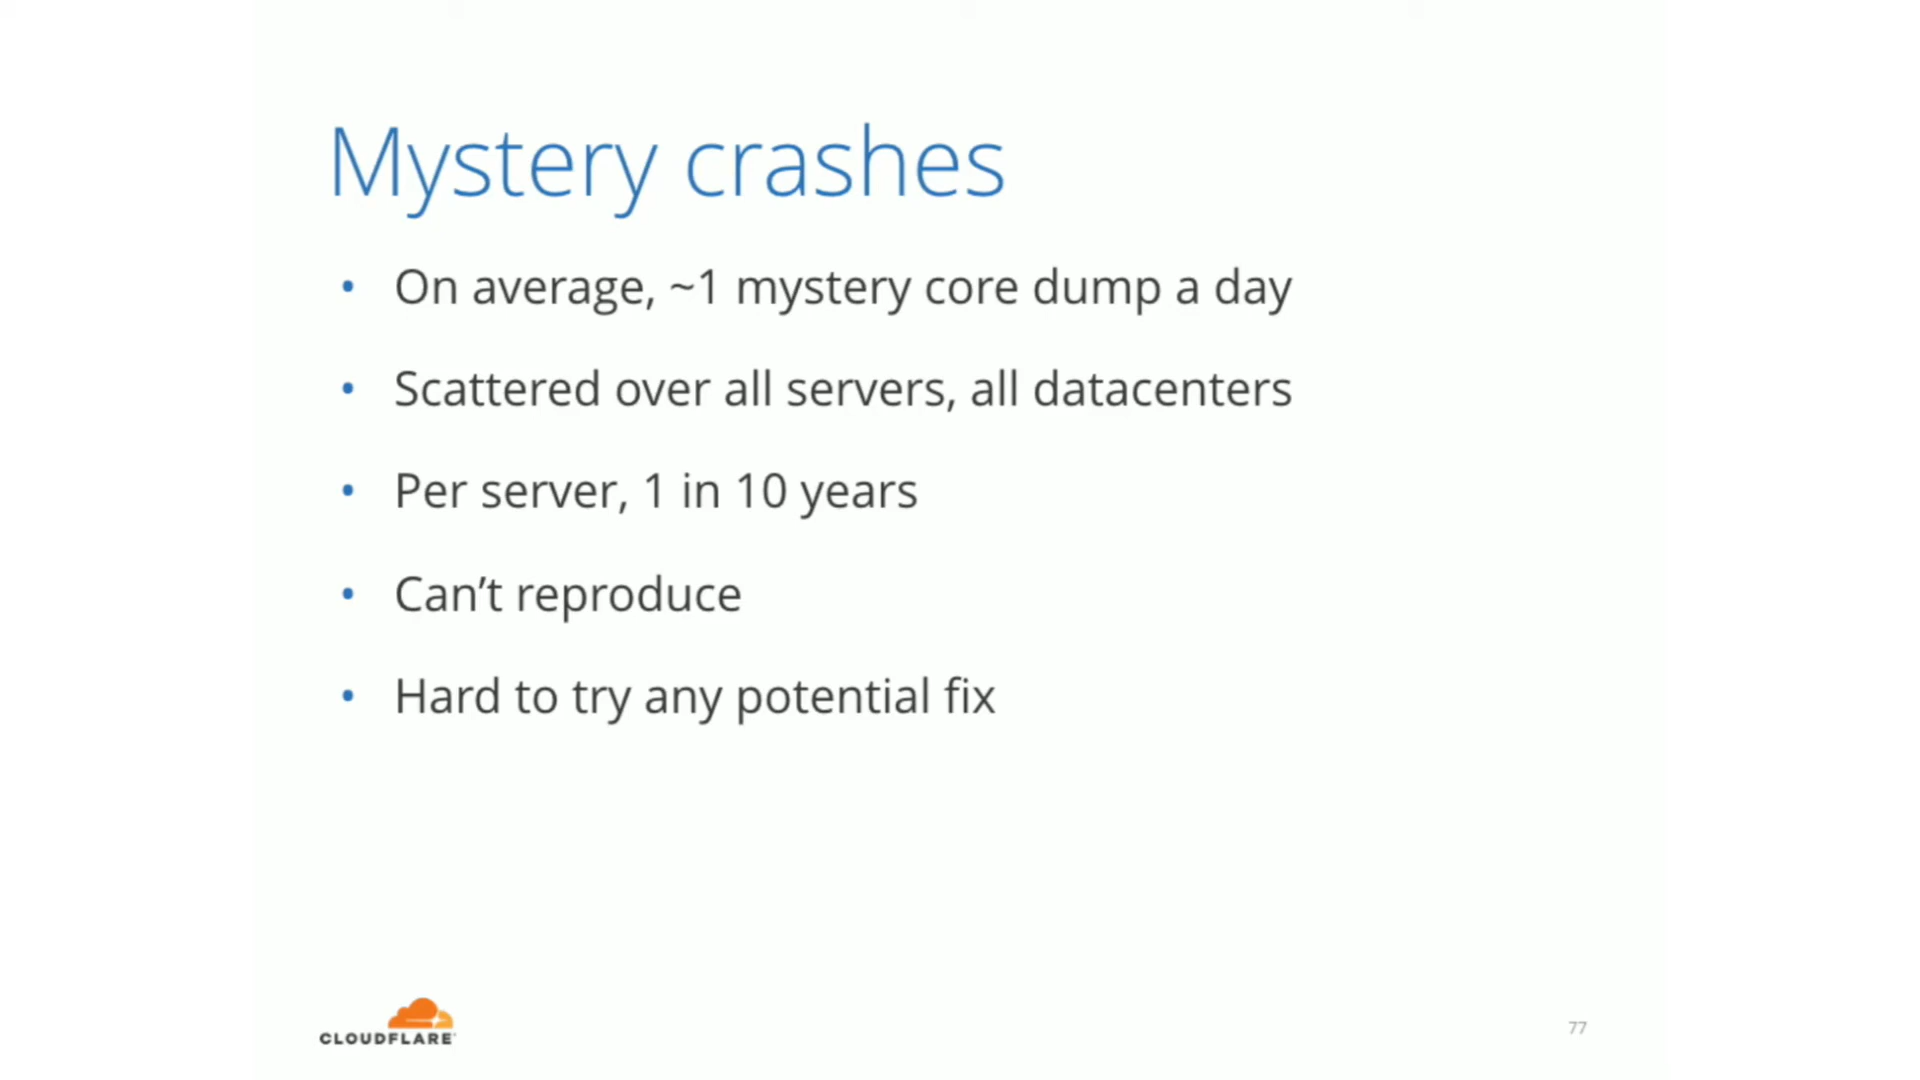 Mystery crashes
• On average, ~1 mystery core dump a day
• Scattered over all servers, all datacenters
• Per server, 1 in 10 years
• Can’t reproduce
• Hard to try any potential fix
CLOUDFLARE
77